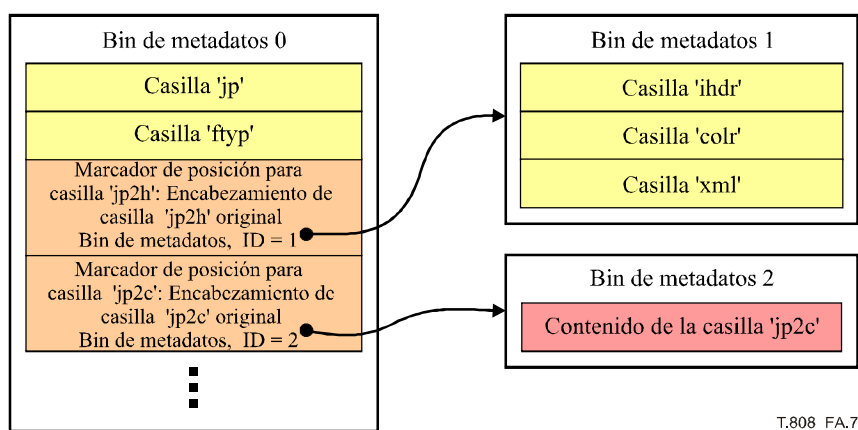 Bin de metadatos 0
Casilla 'jp'
Casilla 'ftyp'
Marcador de posición para
casilla 'jp2h': Encabezamiento de
casilla 'jp2h' original
Bin de metadatos, ID = 1
Marcador de posición para
casilla 'jp2c': Encabezamiento de
casilla 'jp2c' original
Bin de metadatos, ID = 2
Bin de metadatos 1
Casilla 'ihdr'
Casilla 'colr'
Casilla 'xml'
Bin de metadatos 2
Contenido de la casilla 'jp2c'
T.808_FA.7